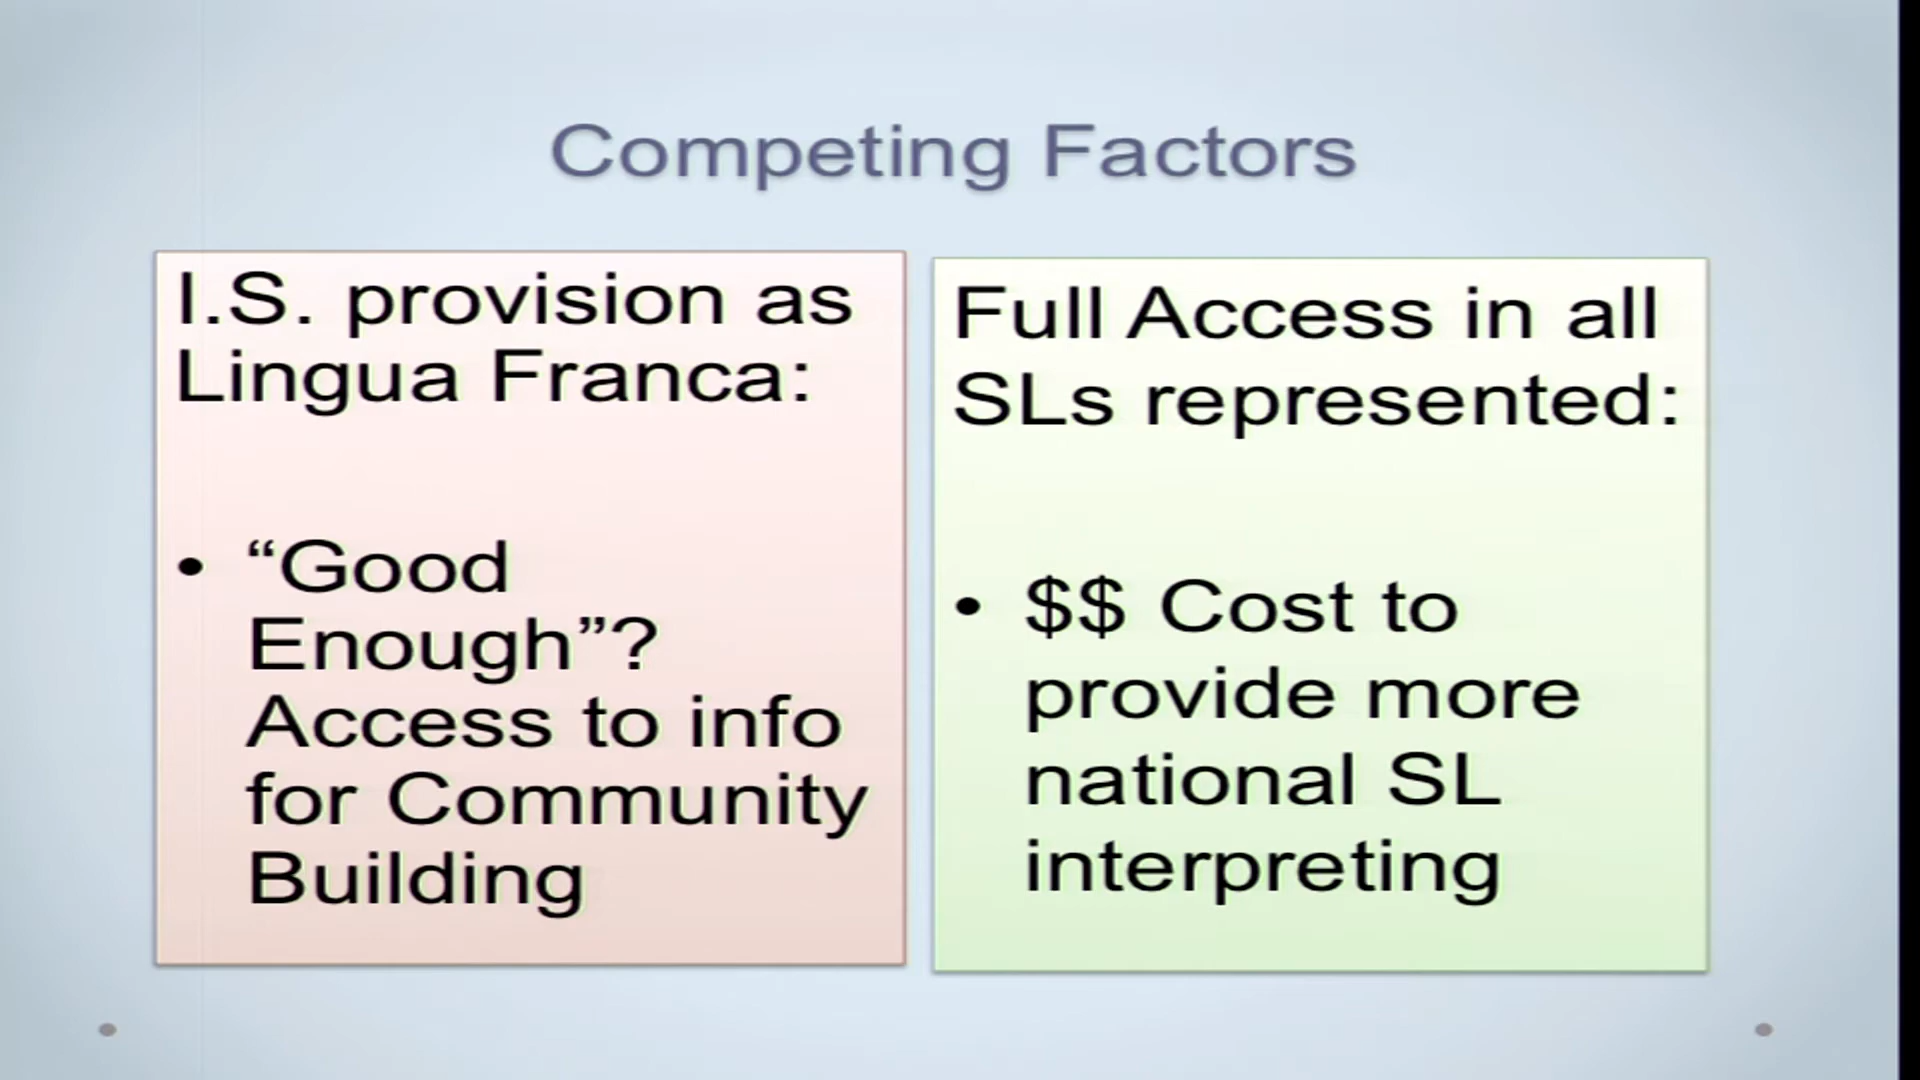 Competing Factors
I.S. provision as
Lingua Franca:
• “Good
Enough”?
Access to info
for Community
Building
Full Access in all
SLs represented:
• $$ Cost to
provide more
national SL
interpreting